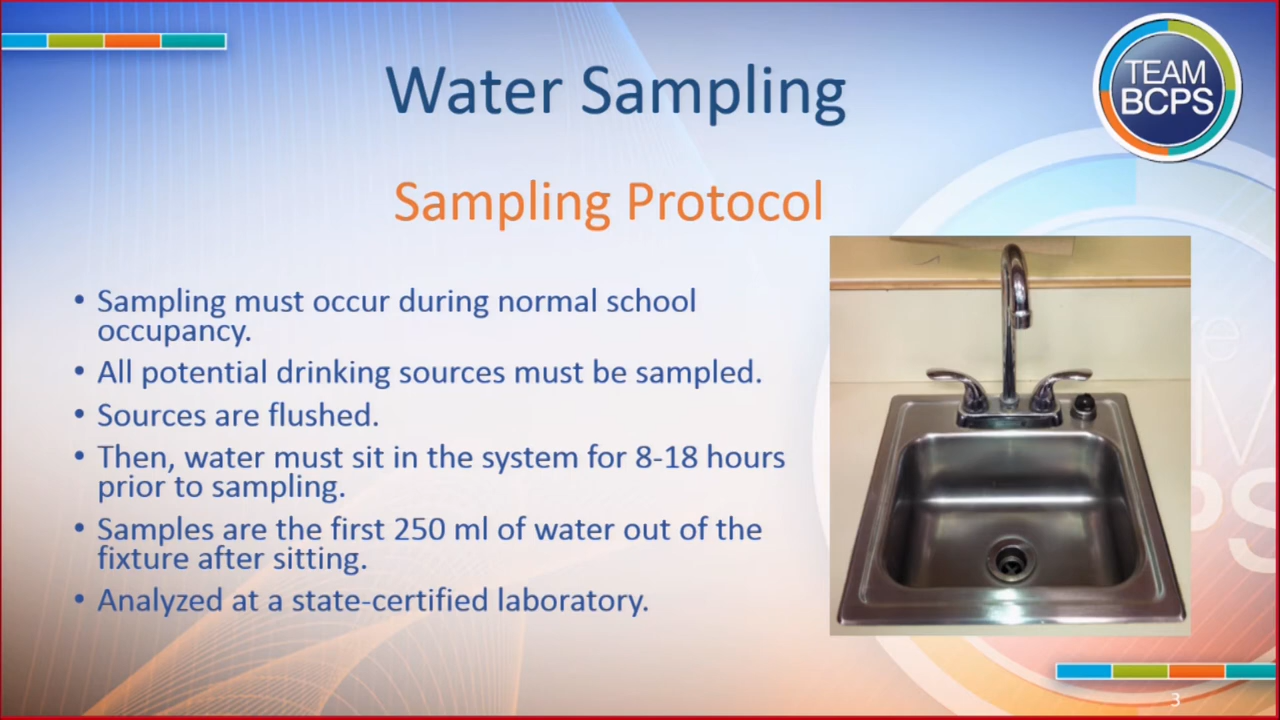 TEAM
BCPS
Water Sampling
Sampling Protocol
• Sampling must occur during normal school
occupancy.
• All potential drinking sources must be sampled.
• Sources are flushed.
• Then, water must sit in the system for 8-18 hours
prior to sampling.
• Samples are the first 250 ml of water out of the
fixture after sitting.
• Analyzed at a state-certified laboratory.
3